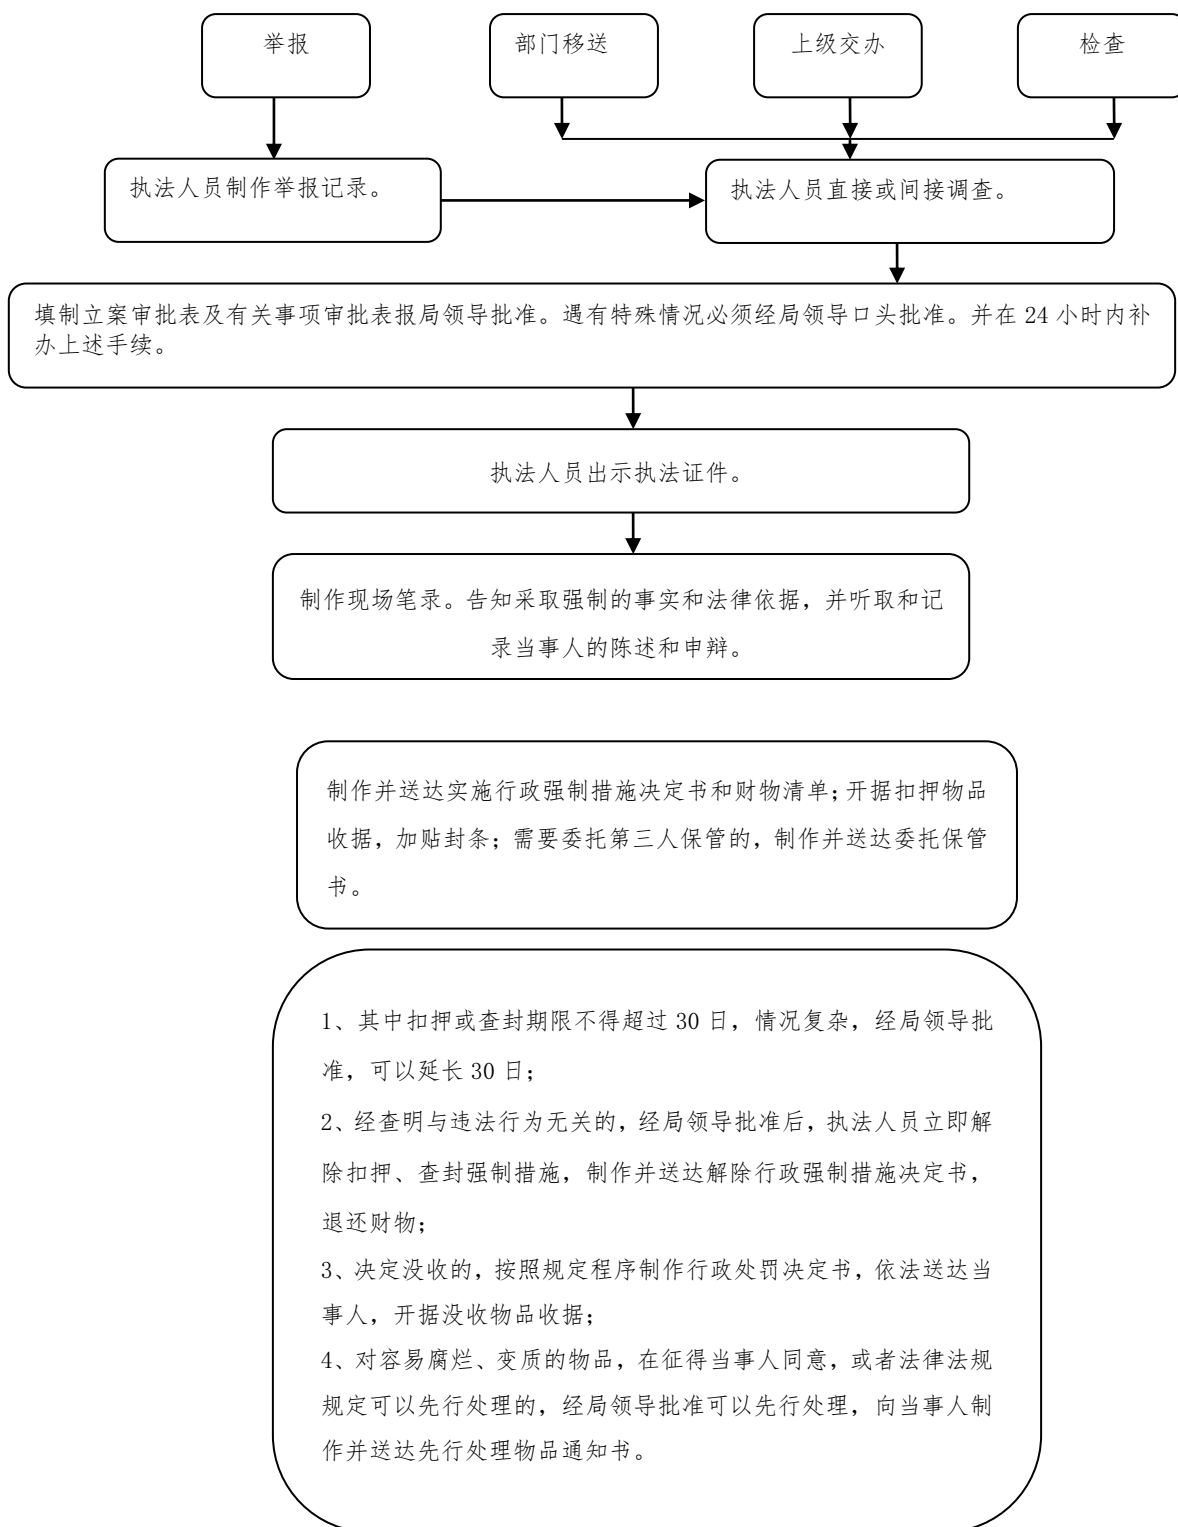 举报
部门移送
上级交办
检查
执法人员制作举报记录。
执法人员直接或间接调查。
填制立案审批表及有关事项审批表报局领导批准。遇有特殊情况必须经局领导口头批准。并在 24 小时内补
办上述手续。
执法人员出示执法证件。
制作现场笔录。告知采取强制的事实和法律依据，并听取和记
录当事人的陈述和申辩。
制作并送达实施行政强制措施决定书和财物清单；开据扣押物品
收据，加贴封条；需要委托第三人保管的，制作并送达委托保管
书。
1、其中扣押或查封期限不得超过 30 日，情况复杂，经局领导批
准，可以延长 30 日；
2、经查明与违法行为无关的，经局领导批准后，执法人员立即解
除扣押、查封强制措施，制作并送达解除行政强制措施决定书，
退还财物；
3、决定没收的，按照规定程序制作行政处罚决定书，依法送达当
事人，开据没收物品收据；
4、对容易腐烂、变质的物品，在征得当事人同意，或者法律法规
规定可以先行处理的，经局领导批准可以先行处理，向当事人制
作并送达先行处理物品通知书。